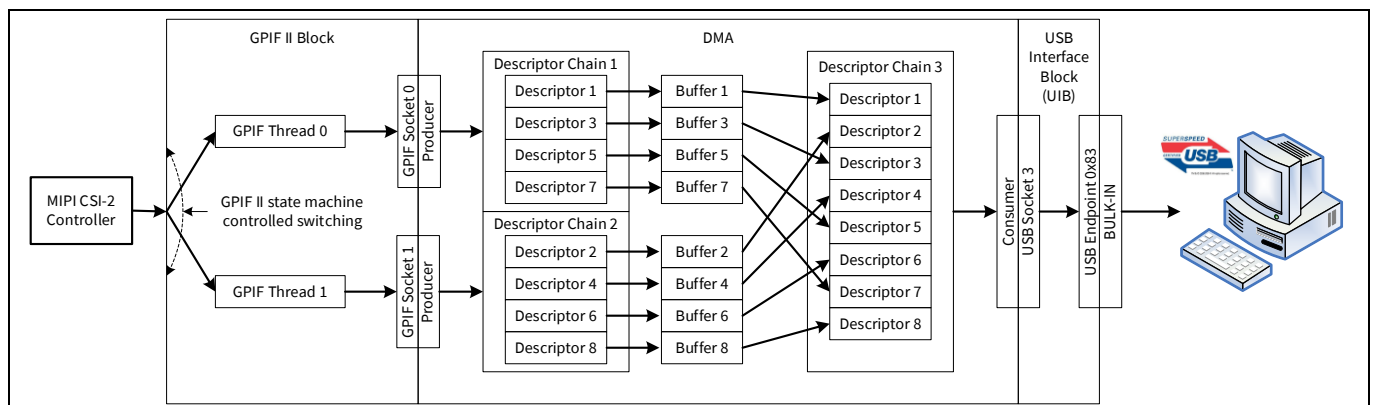 GPIF II Block
DMA
USB
Interface
Block
(UIB)
MIPI CSI-2
Controller
GPIF Thread 0
GPIF II state machine
controlled switching
GPIF Thread 1
GPIF Socket 0
Producer
GPIF Socket 1
Producer
Descriptor Chain 1
Descriptor 1
Descriptor 3
Descriptor 5
Descriptor 7
Descriptor Chain 2
Descriptor 2
Descriptor 4
Descriptor 6
Descriptor 8
Buffer 1
Buffer 3
Buffer 5
Buffer 7
Buffer 2
Buffer 4
Buffer 6
Buffer 8
Descriptor Chain 3
Descriptor 1
Descriptor 2
Descriptor 3
Descriptor 4
Descriptor 5
Descriptor 6
Descriptor 7
Descriptor 8
Consumer
USB Socket 3
USB Endpoint 0x83
BULK-IN
SUPERSPEED
USB